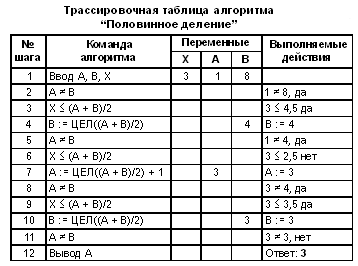 Трассировочная таблица алгоритма
“Половинное деление”
№ шага Команда алгоритма Переменные Выполняемые действия
X A B
1 Ввод A, B, X 3 1 8
2 A ≠ B 1 ≠ 8, да
3 X ≤ (A + B)/2 3 ≤ 4,5 да
4 B := ЦЕЛ((A + B)/2) 4 B := 4
5 A ≠ B 1 ≠ 4, да
6 X ≤ (A + B)/2 3 ≤ 2,5 нет
7 A := ЦЕЛ((A + B)/2) + 1 3 A := 3
8 A ≠ B 3 ≠ 4, да
9 X ≤ (A + B)/2 3 ≤ 3,5 да
10 B := ЦЕЛ((A + B)/2) 3 B := 3
11 A ≠ B 3 ≠ 3, нет
12 Вывод A Ответ: 3